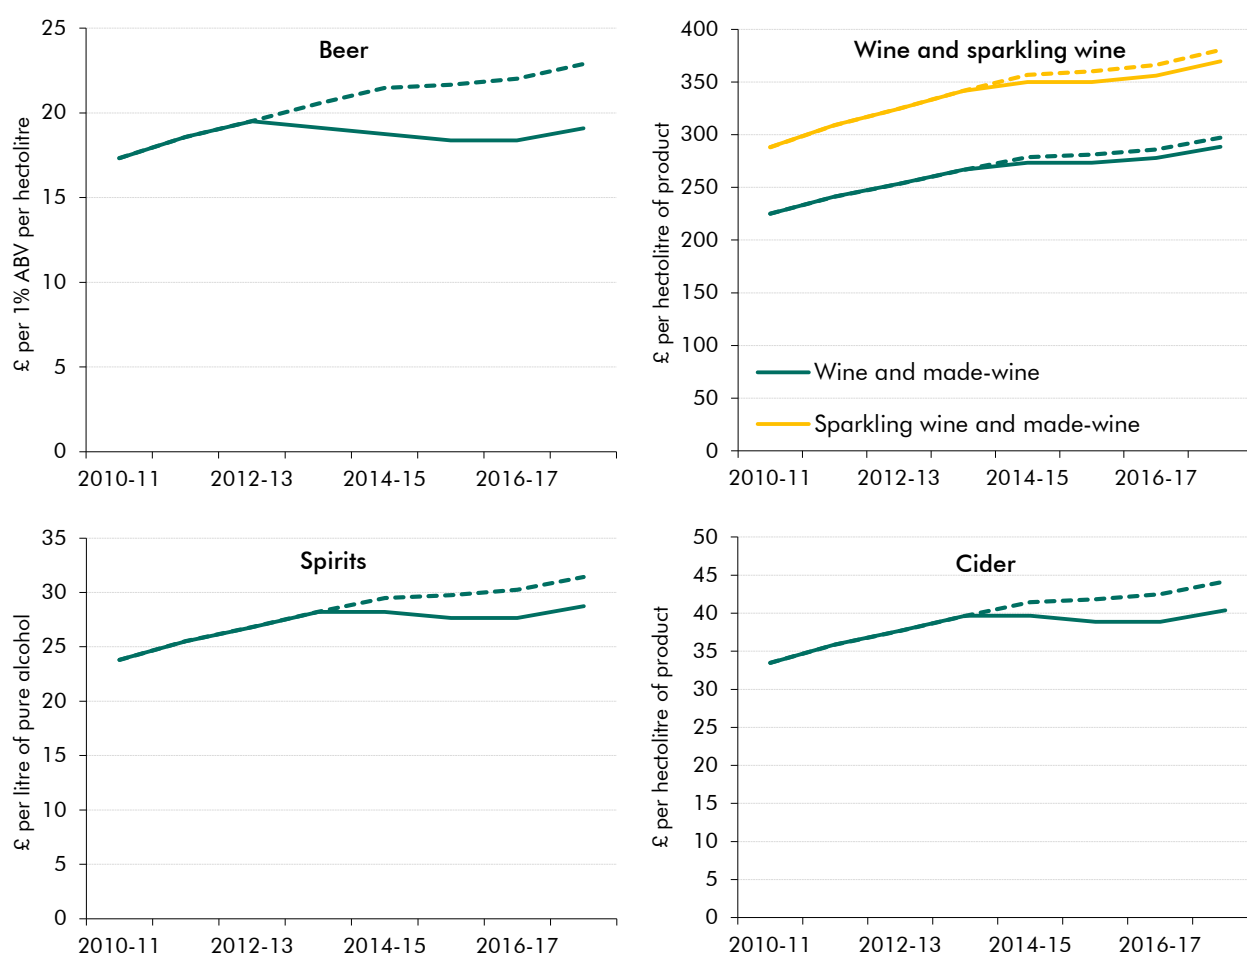 Beer
£ per 1% ABV per hectolitre
25
20
15
10
5
0
2010-11 2012-13 2014-15 2016-17
Wine and sparkling wine
£ per hectolitre of product
400
350
300
250
200
150
100
50
0
Wine and made-wine
Sparkling wine and made-wine
2010-11 2012-13 2014-15 2016-17
Spirits
£ per litre of pure alcohol
35
30
25
20
15
10
5
0
2010-11 2012-13 2014-15 2016-17
Cider
£ per hectolitre of product
50
45
40
35
30
25
20
15
10
5
0
2010-11 2012-13 2014-15 2016-17